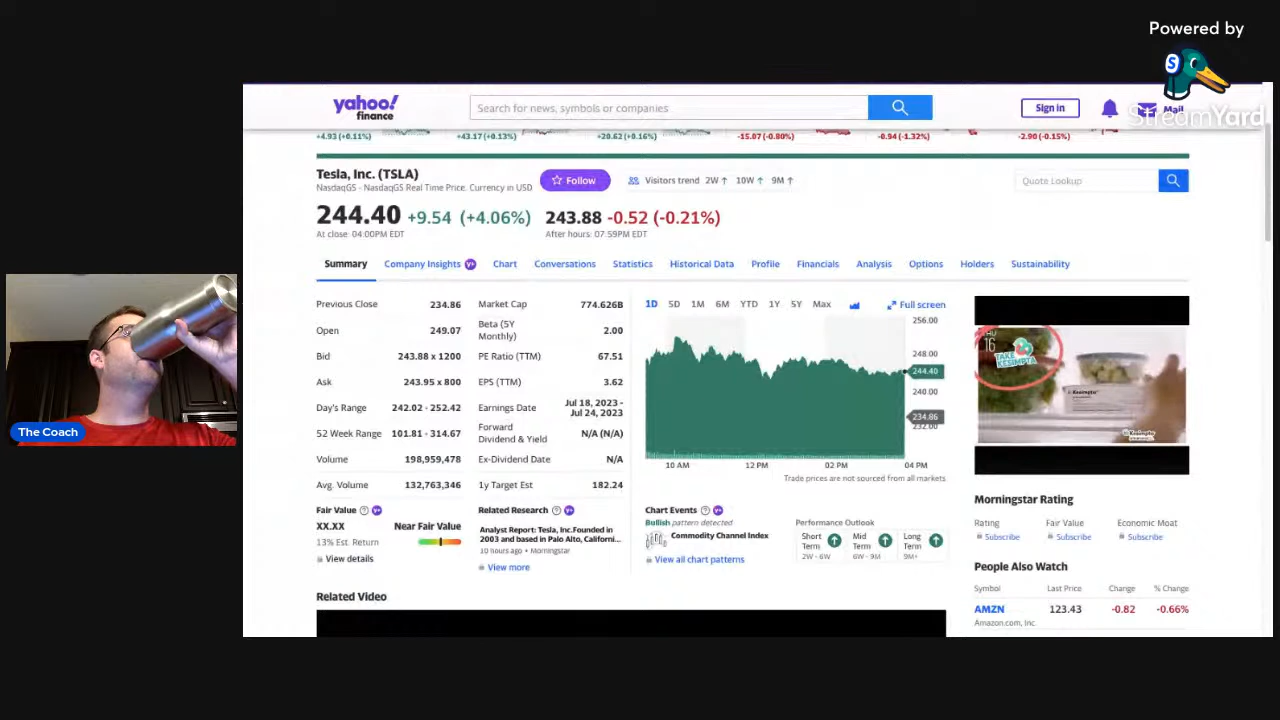 Powered by
S
StreamYard
yahoo!
finance
Search for news, symbols or companies
Sign in
Mail
+4.93 (+0.11%)
+43.17 (+0.13%)
+20.62 (+0.16%)
-15.07 (-0.80%)
-0.94 (-1.32%)
-2.90 (-0.15%)
Tesla, Inc. (TSLA)
NasdaqGS - NasdaqGS Real Time Price. Currency in USD
Follow
Visitors trend 2W ↑ 10W ↑ 9M ↑
Quote Lookup
244.40 +9.54 (+4.06%) 243.88 -0.52 (-0.21%)
At close: 04:00PM EDT
After hours: 07:59PM EDT
Summary Company Insights Y+ Chart Conversations Statistics Historical Data Profile Financials Analysis Options Holders Sustainability
Previous Close 234.86
Open 249.07
Bid 243.88 x 1200
Ask 243.95 x 800
Day's Range 242.02 - 252.42
52 Week Range 101.81 - 314.67
Volume 198,959,478
Avg. Volume 132,763,346
Market Cap 774.626B
Beta (5Y
Monthly) 2.00
PE Ratio (TTM) 67.51
EPS (TTM) 3.62
Earnings Date Jul 18, 2023 -
Jul 24, 2023
Forward
Dividend & Yield N/A (N/A)
Ex-Dividend Date N/A
1y Target Est 182.24
1D 5D 1M 6M YTD 1Y 5Y Max
Full screen
256.00
248.00
244.40
240.00
234.86
232.00
10 AM 12 PM 02 PM 04 PM
Trade prices are not sourced from all markets
16
TAKE
KESIMPTA
The Coach
Fair Value
XX.XX Near Fair Value
13% Est. Return
View details
Related Research
Analyst Report: Tesla, Inc.Founded in
2003 and based in Palo Alto, Californi...
10 hours ago • Morningstar
View more
Chart Events
Bullish pattern detected
Commodity Channel Index
View all chart patterns
Performance Outlook
Short
Term
2W - 6W
Mid
Term
6W - 9M
Long
Term
9M+
Morningstar Rating
Rating Fair Value Economic Moat
Subscribe Subscribe Subscribe
People Also Watch
Symbol Last Price Change % Change
AMZN 123.43 -0.82 -0.66%
Amazon.com, Inc.
Related Video